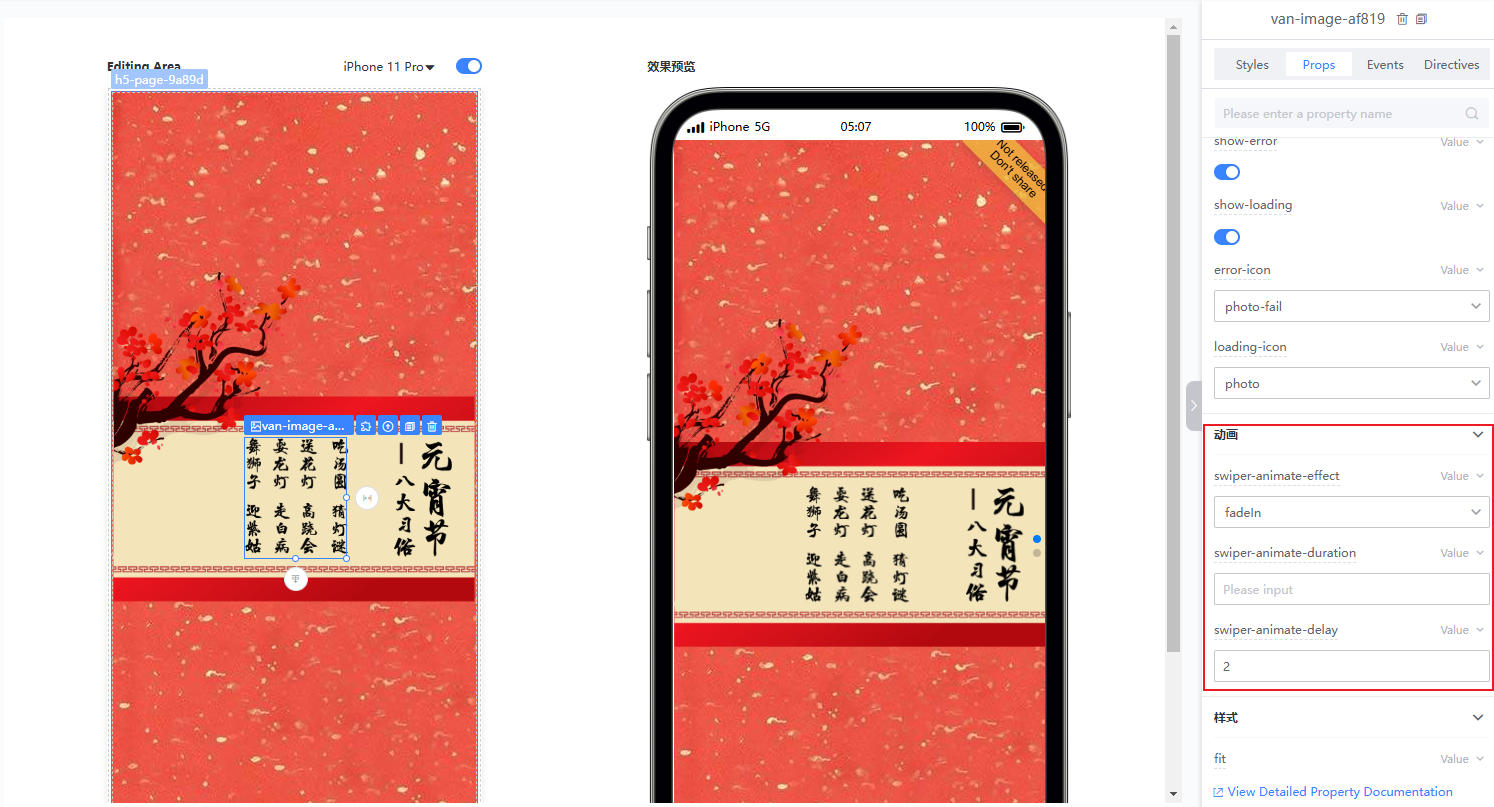 Editing Area
iPhone 11 Pro
h5-page-9a89d
van-image-a...
元宵节
一八大习俗
吃汤圆 猜灯谜
送花灯 高跷会
耍龙灯 走白病
舞狮子 迎紫姑
效果预览
iPhone 5G
05:07
100%
Not released
Don't share
元宵节
一八大习俗
吃汤圆 猜灯谜
送花灯 高跷会
耍龙灯 走白病
舞狮子 迎紫姑
van-image-af819
Styles Props Events Directives
Please enter a property name
show-error Value
show-loading Value
error-icon Value
photo-fail
loading-icon Value
photo
动画
swiper-animate-effect Value
fadeIn
swiper-animate-duration Value
Please input
swiper-animate-delay Value
2
样式
fit Value
View Detailed Property Documentation